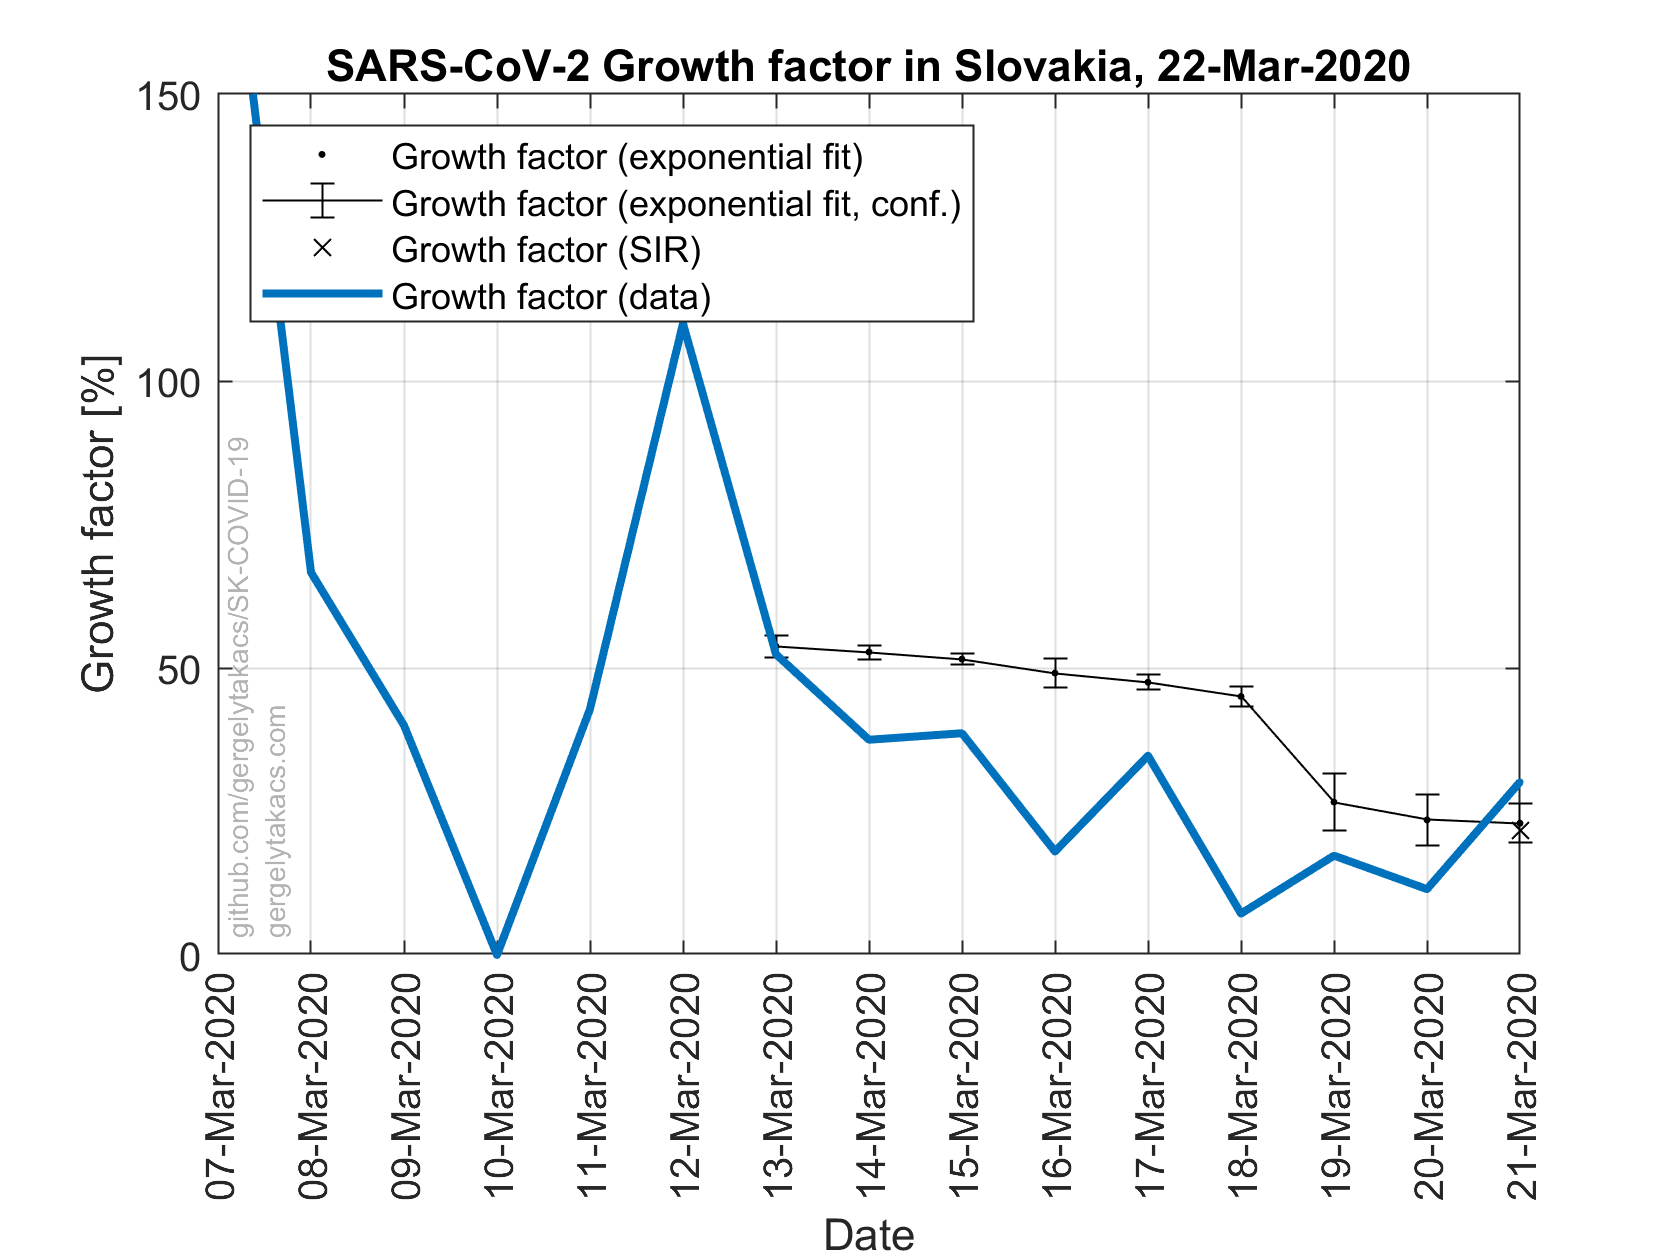 SARS-CoV-2 Growth factor in Slovakia, 22-Mar-2020
150
100
50
0
Growth factor [%]
Growth factor (exponential fit)
Growth factor (exponential fit, conf.)
Growth factor (SIR)
Growth factor (data)
github.com/gergelytakacs/SK-COVID-19
gergelytakacs.com
07-Mar-2020
08-Mar-2020
09-Mar-2020
10-Mar-2020
11-Mar-2020
12-Mar-2020
13-Mar-2020
14-Mar-2020
15-Mar-2020
16-Mar-2020
17-Mar-2020
18-Mar-2020
19-Mar-2020
20-Mar-2020
21-Mar-2020
Date